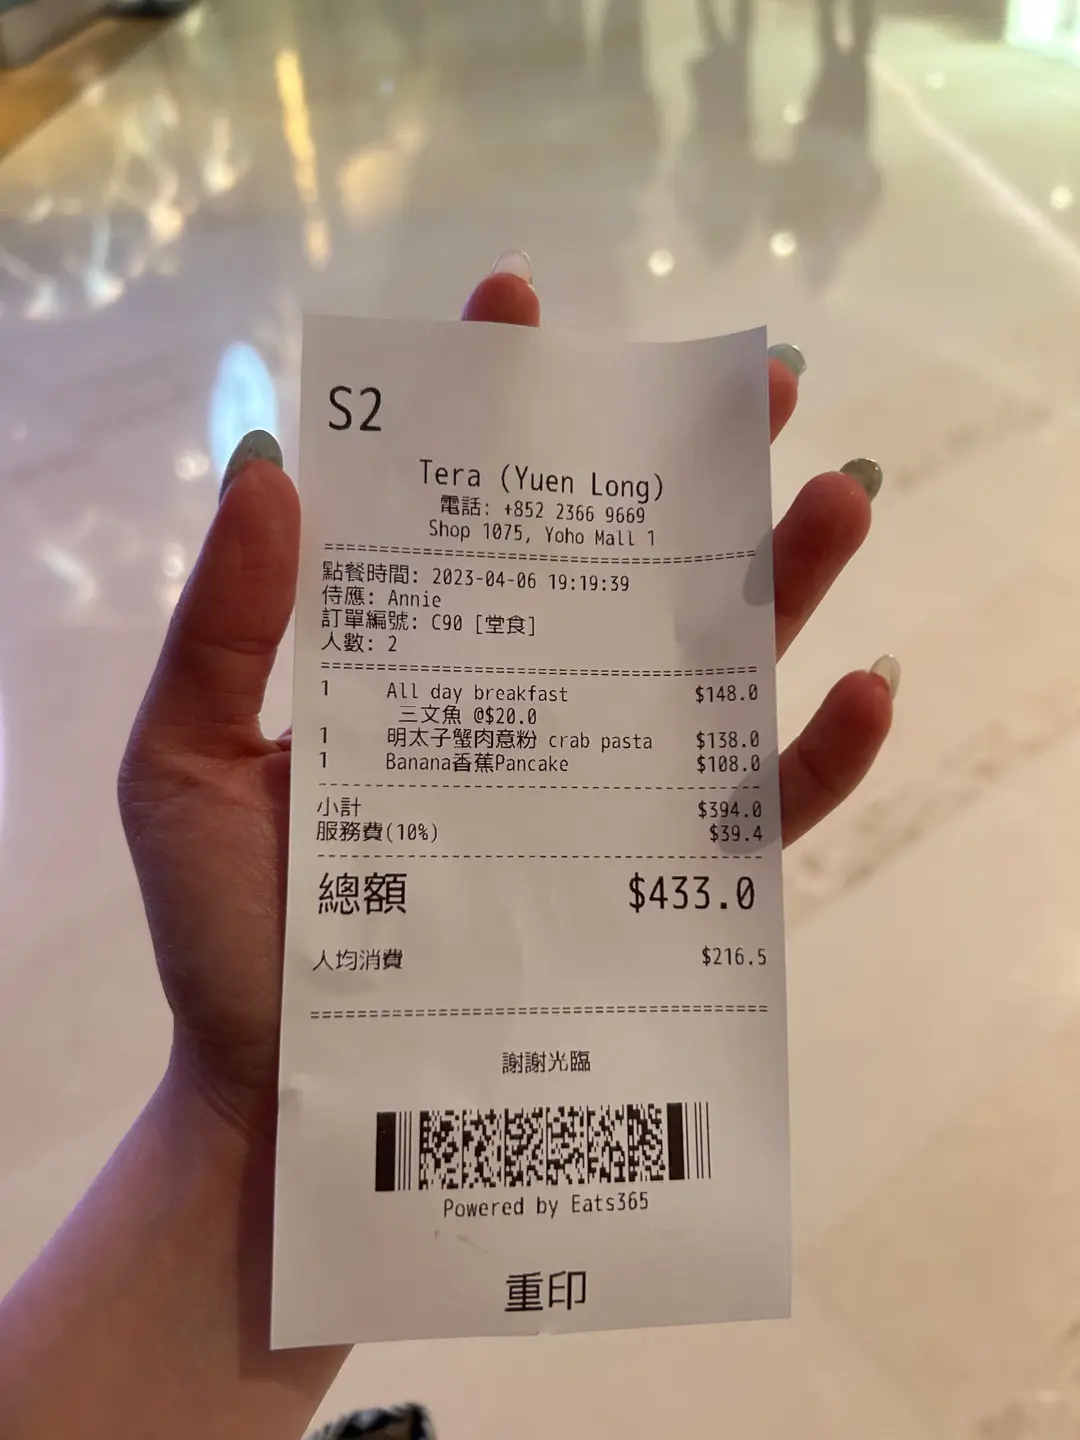 S2
Tera (Yuen Long)
電話: +852 2366 9669
Shop 1075, Yoho Mall 1
點餐時間: 2023-04-06 19:19:39
侍應: Annie
訂單編號: C90 [堂食]
人數: 2
1 All day breakfast $148.0
三文魚 @$20.0
1 明太子蟹肉意粉 crab pasta $138.0
1 Banana香蕉Pancake $108.0
小計 $394.0
服務費(10%) $39.4
總額 $433.0
人均消費 $216.5
謝謝光臨
Powered by Eats365
重印